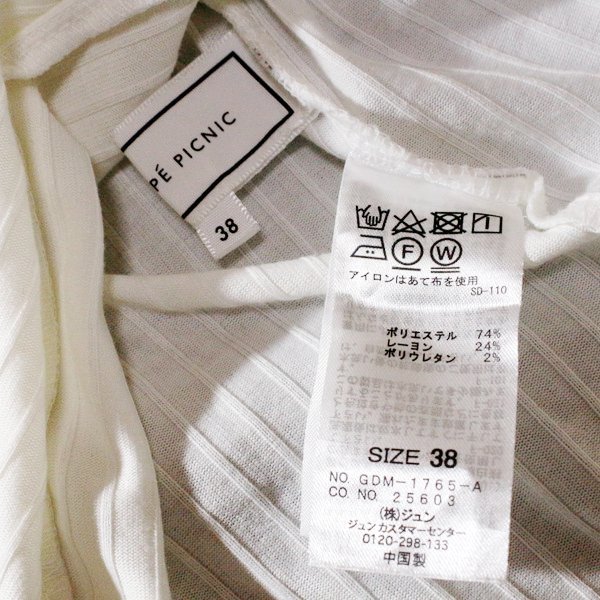 PÉ PICNIC
38
アイロンはあて布を使用
SD-110
ポリエステル 74%
レーヨン 24%
ポリウレタン 2%
SIZE 38
NO. GDM-1765-A
CO. NO 25603
(株)ジュン
ジュンカスタマーセンター
0120-298-133
中国製